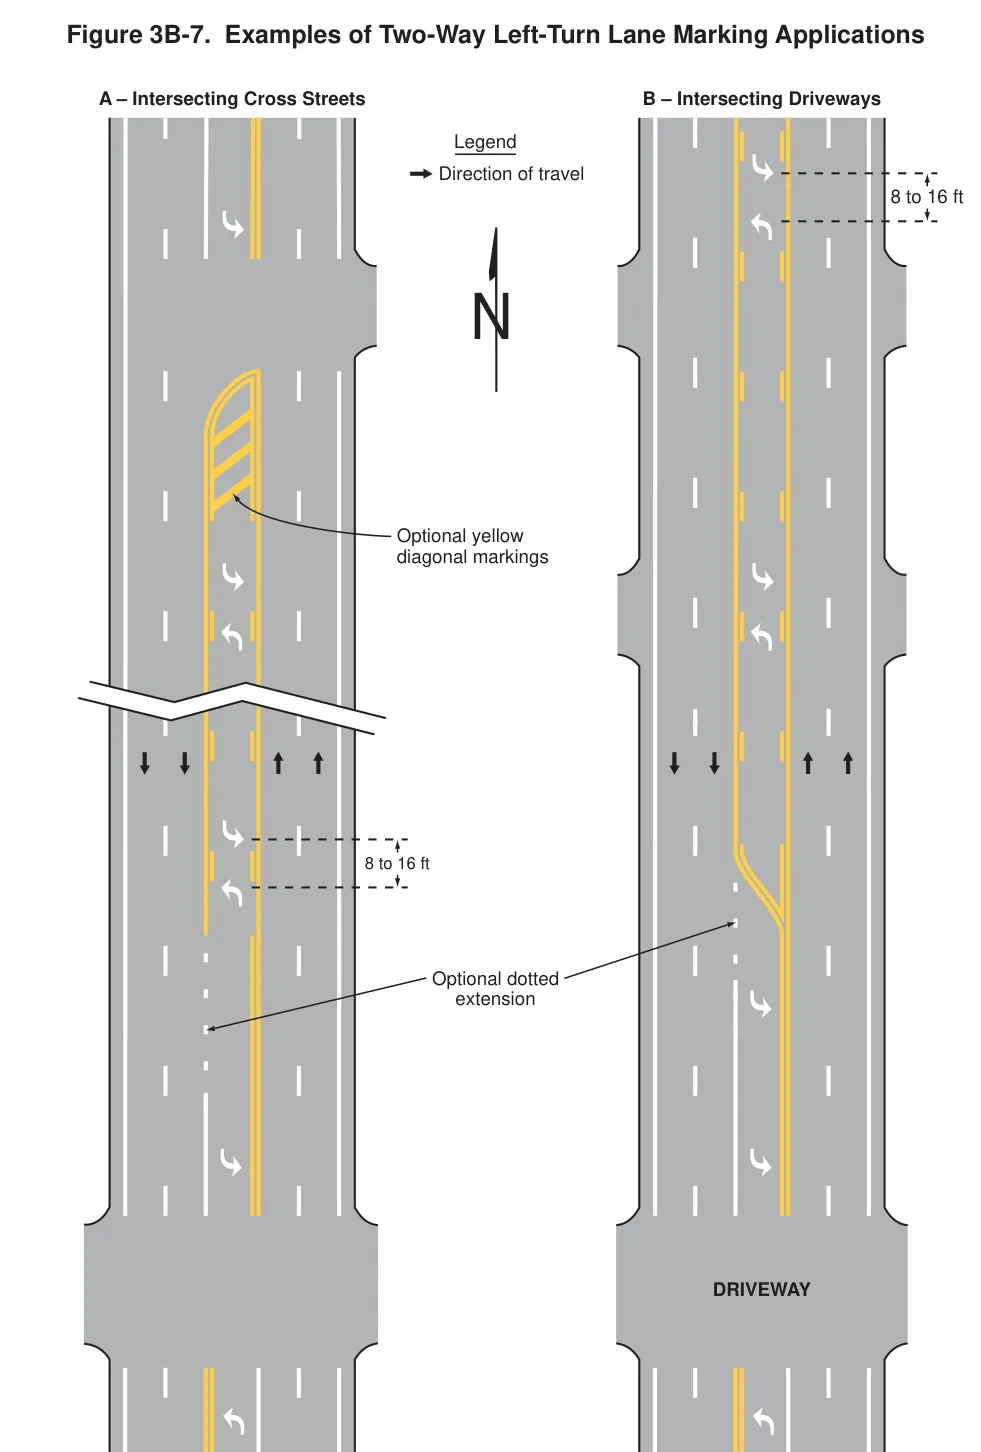 Figure 3B-7.  Examples of Two-Way Left-Turn Lane Marking Applications
A – Intersecting Cross Streets
B – Intersecting Driveways
Legend
Direction of travel
8 to 16 ft
N
Optional yellow
diagonal markings
8 to 16 ft
Optional dotted
extension
DRIVEWAY